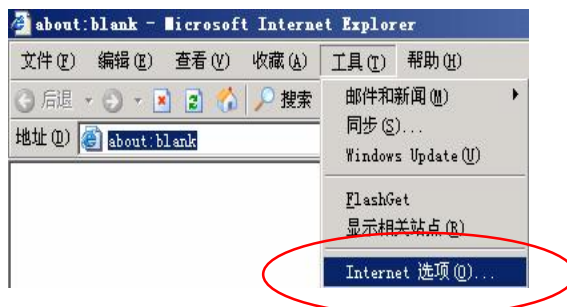 about:blank - Microsoft Internet Explorer
文件(F) 编辑(E) 查看(V) 收藏(A) 工具(T) 帮助(H)
后退 搜索
地址(D) about:blank
邮件和新闻(M)
同步(S)...
Windows Update(U)
FlashGet
显示相关站点(R)
Internet 选项(O)...